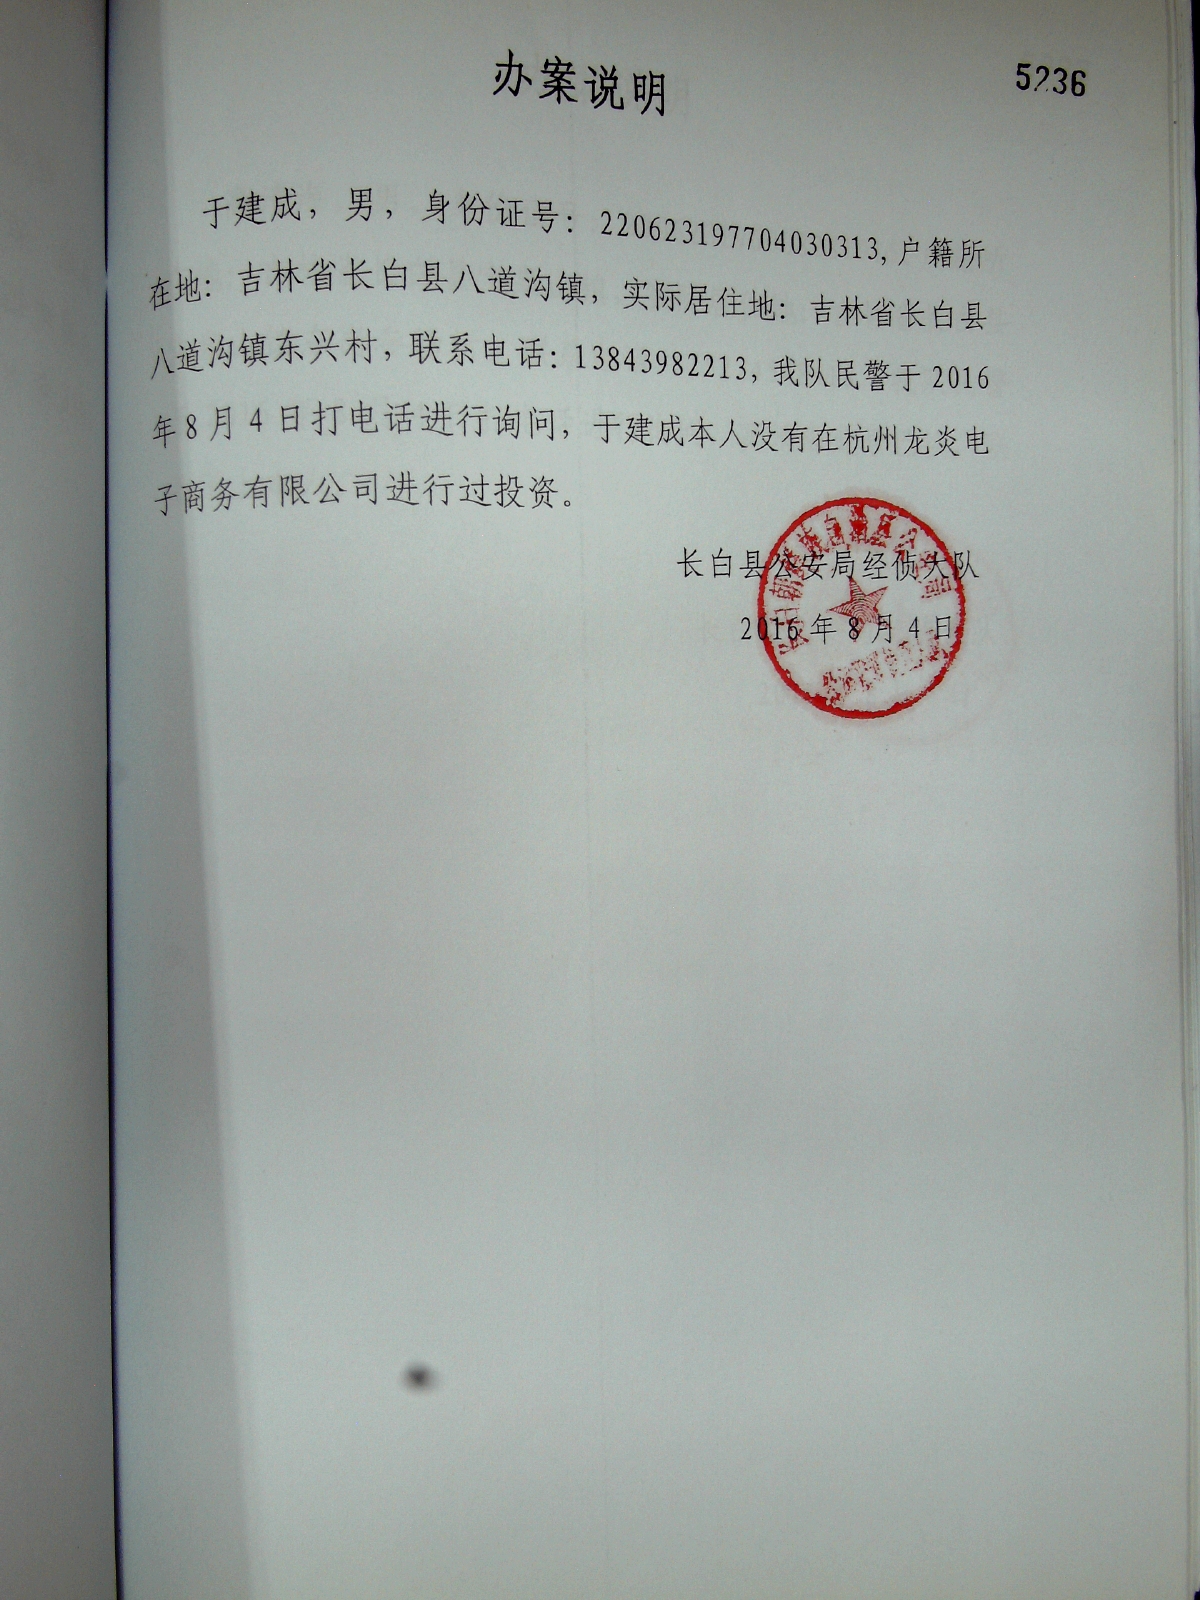 5236
办案说明
于建成，男，身份证号：220623197704030313,户籍所
在地：吉林省长白县八道沟镇，实际居住地：吉林省长白县
八道沟镇东兴村，联系电话：13843982213,我队民警于2016
年8月4日打电话进行询问，于建成本人没有在杭州龙炎电
子商务有限公司进行过投资。
长白县公安局经侦大队
2016年8月4日